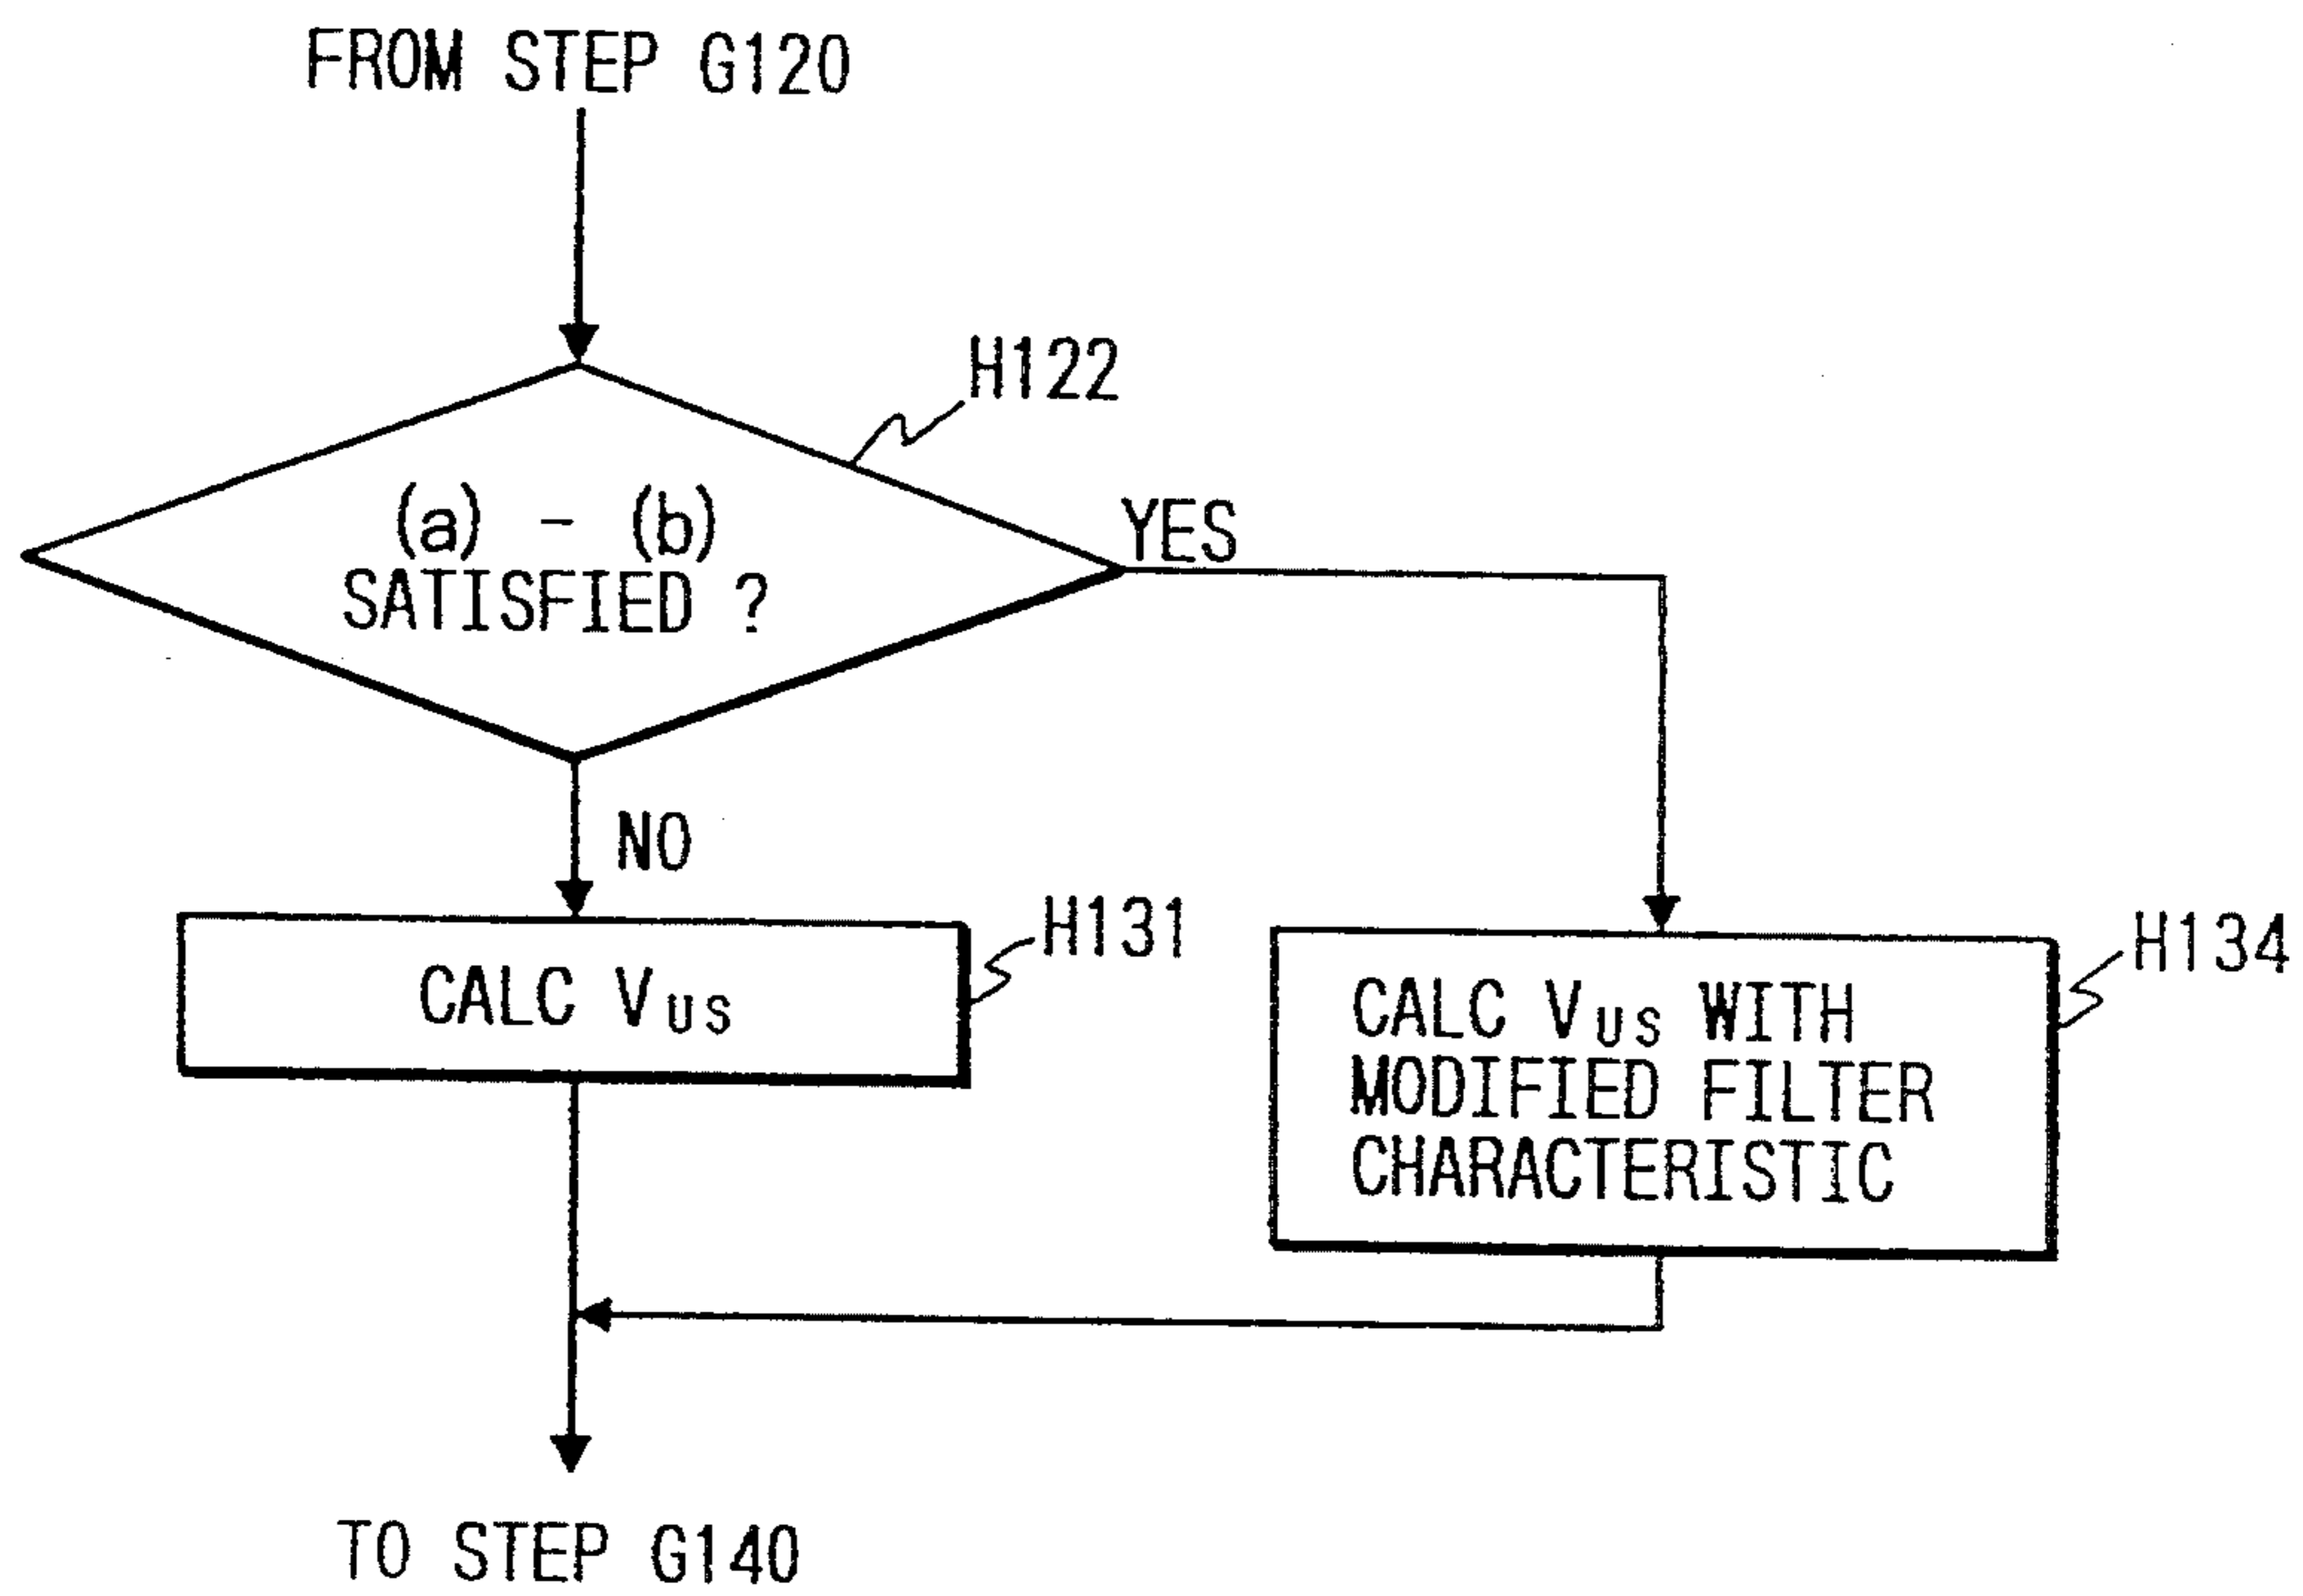 FROM STEP G120
H122
(a) - (b)
SATISFIED ?
YES
NO
H131
CALC VUS
H134
CALC VUS WITH
MODIFIED FILTER
CHARACTERISTIC
TO STEP G140